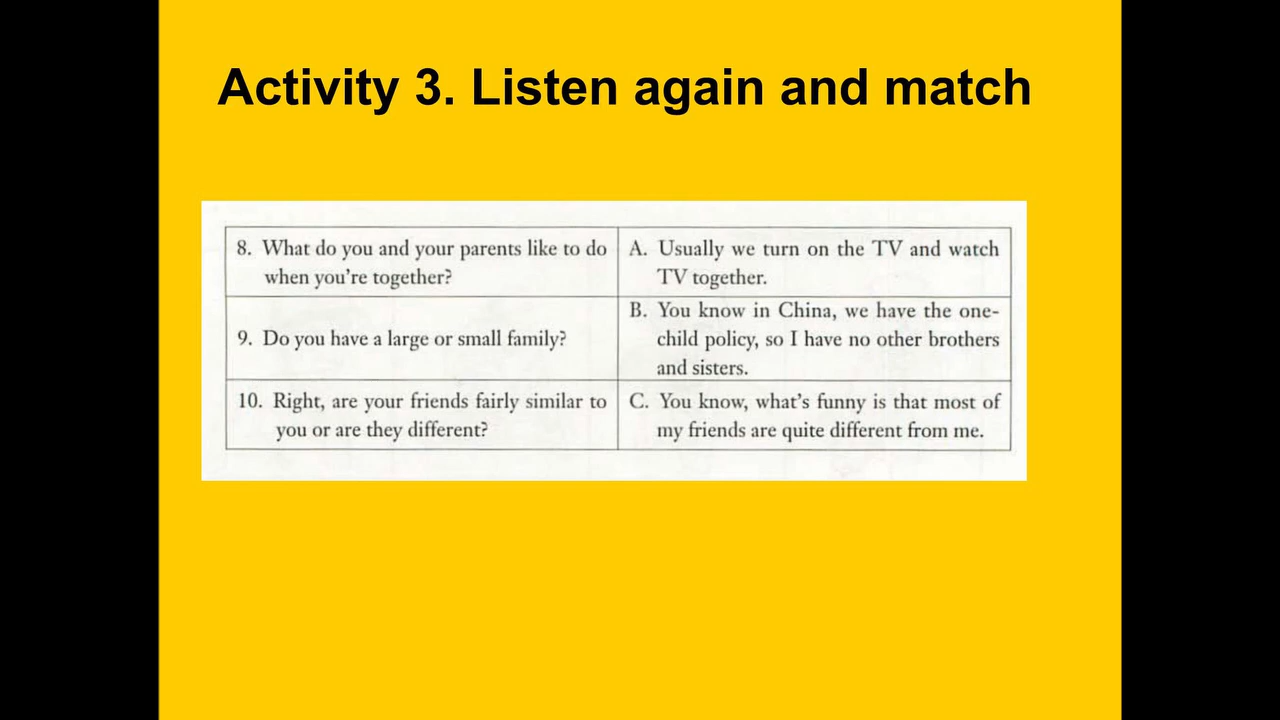 Activity 3. Listen again and match
8. What do you and your parents like to do
when you're together?
A. Usually we turn on the TV and watch
TV together.
9. Do you have a large or small family?
B. You know in China, we have the one-
child policy, so I have no other brothers
and sisters.
10. Right, are your friends fairly similar to
you or are they different?
C. You know, what's funny is that most of
my friends are quite different from me.